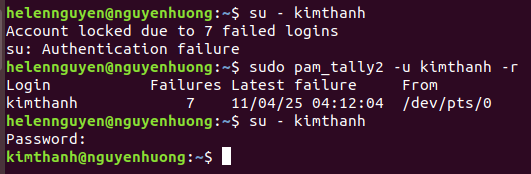 helennguyen@nguyenhuong:~$ su - kimthanh
Account locked due to 7 failed logins
su: Authentication failure
helennguyen@nguyenhuong:~$ sudo pam_tally2 -u kimthanh -r
Login           Failures Latest failure     From
kimthanh            7    11/04/25 04:12:04  /dev/pts/0
helennguyen@nguyenhuong:~$ su - kimthanh
Password:
kimthanh@nguyenhuong:~$